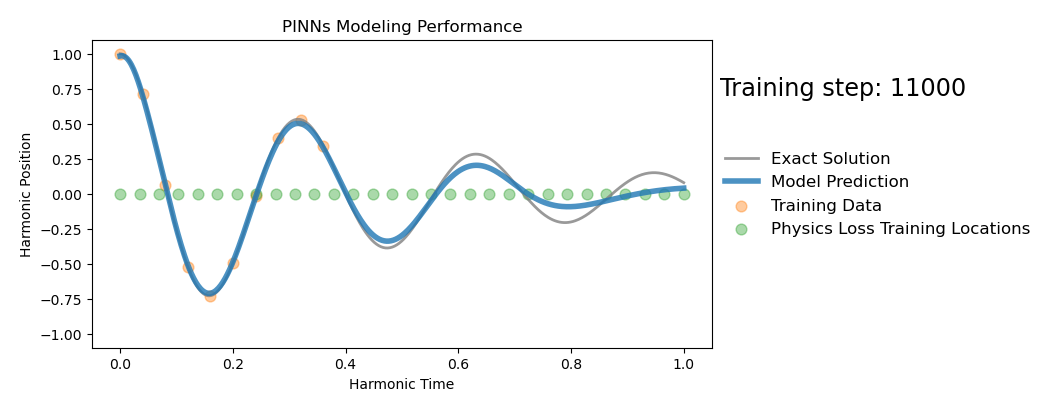 PINNs Modeling Performance
Training step: 11000
Exact Solution
Model Prediction
Training Data
Physics Loss Training Locations
Harmonic Position
1.00
0.75
0.50
0.25
0.00
−0.25
−0.50
−0.75
−1.00
0.0 0.2 0.4 0.6 0.8 1.0
Harmonic Time